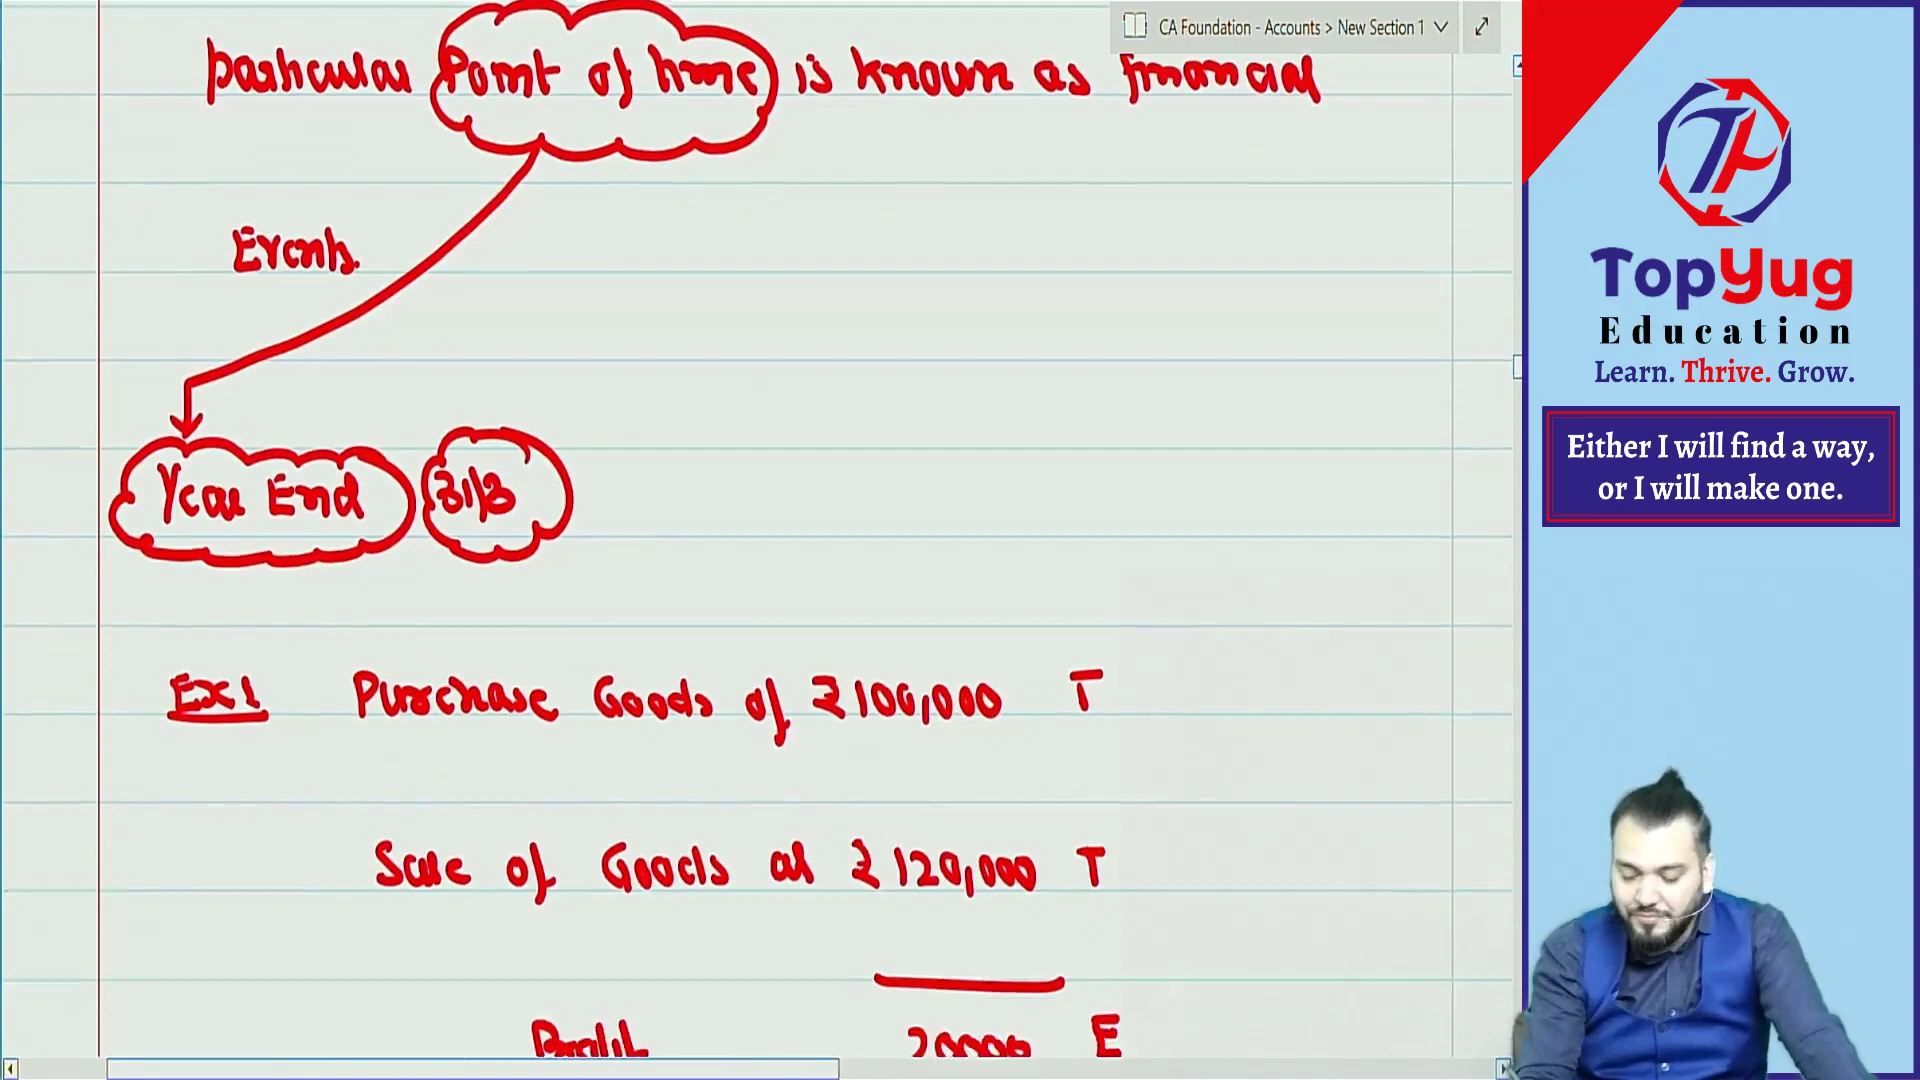 CA Foundation - Accounts > New Section 1
particular Point of time is known as financial
Events.
Year End 31/3
Ex 1 Purchase Goods of ₹100,000 T
Sale of Goods at ₹120,000 T
Profit 20000 E
TopYug
Education
Learn. Thrive. Grow.
Either I will find a way,
or I will make one.